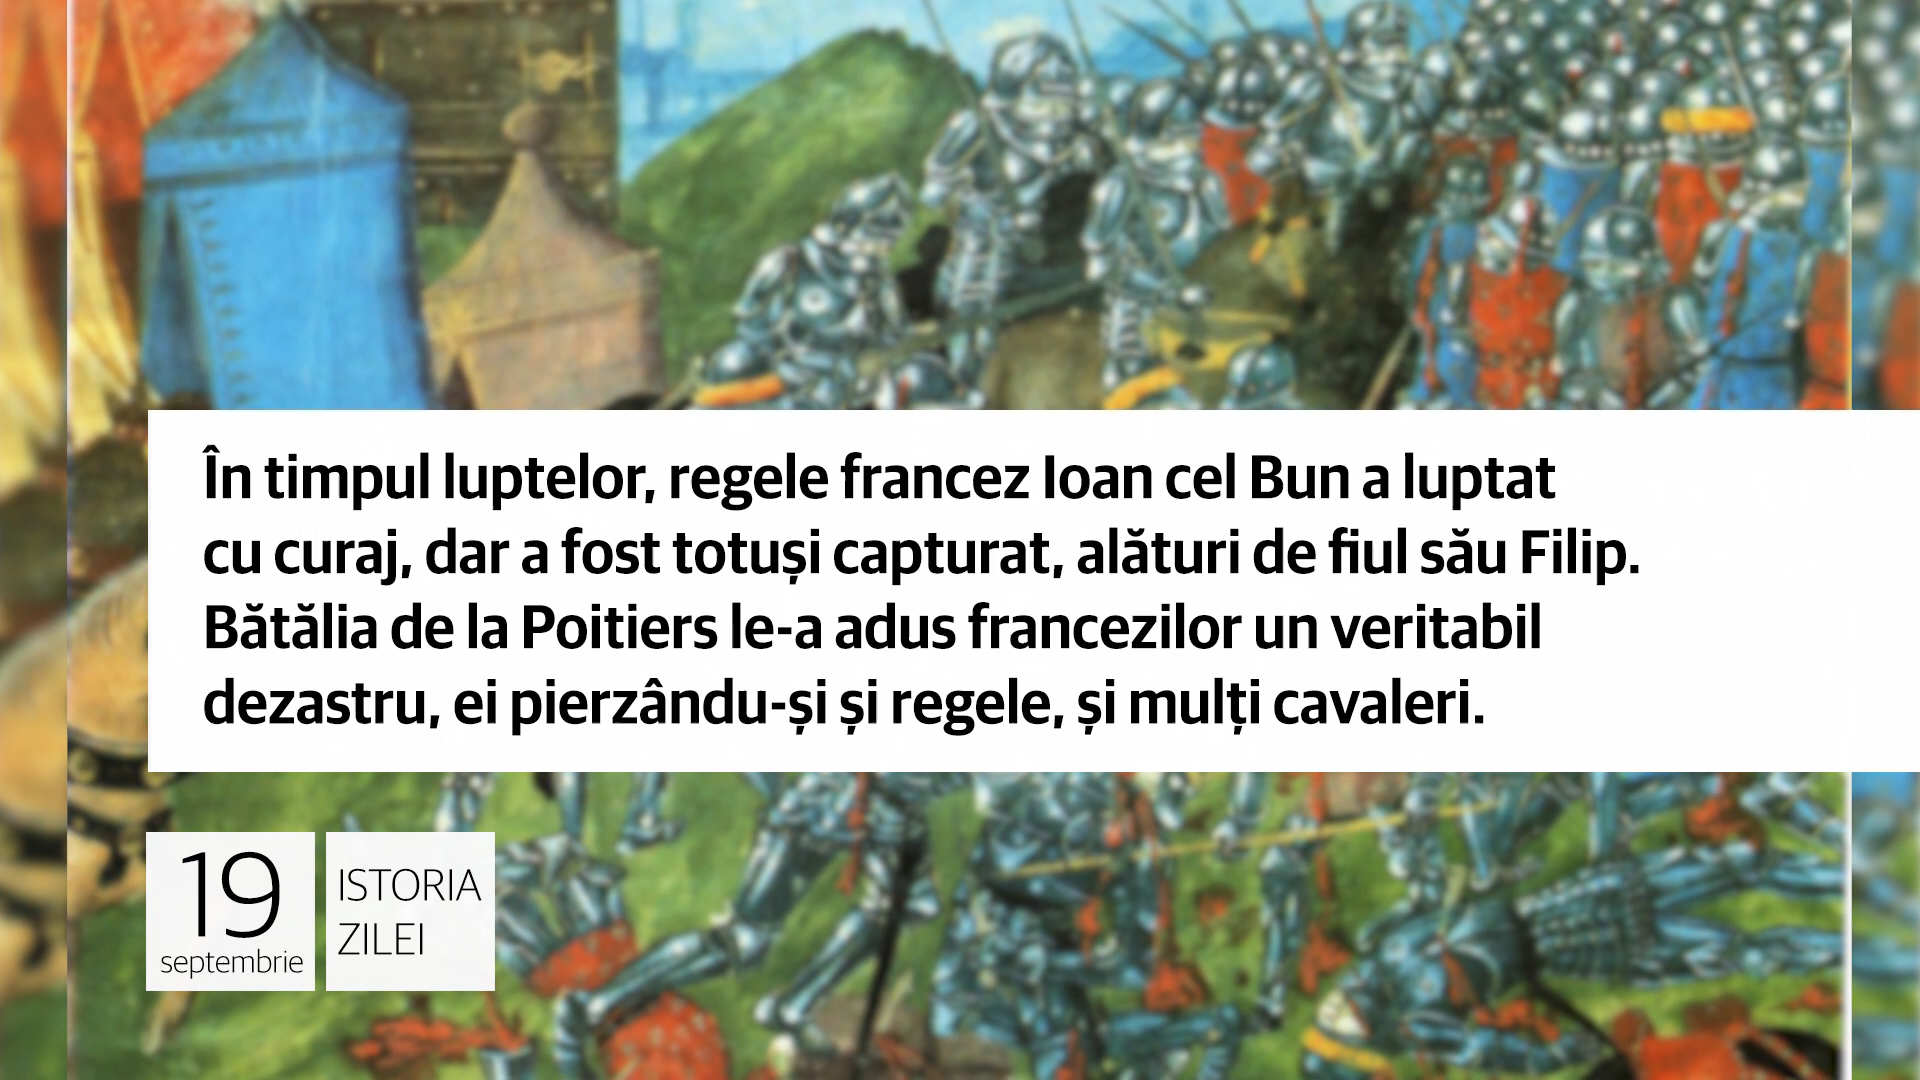 În timpul luptelor, regele francez Ioan cel Bun a luptat
cu curaj, dar a fost totuși capturat, alături de fiul său Filip.
Bătălia de la Poitiers le-a adus francezilor un veritabil
dezastru, ei pierzându-și și regele, și mulți cavaleri.
19
septembrie
ISTORIA
ZILEI